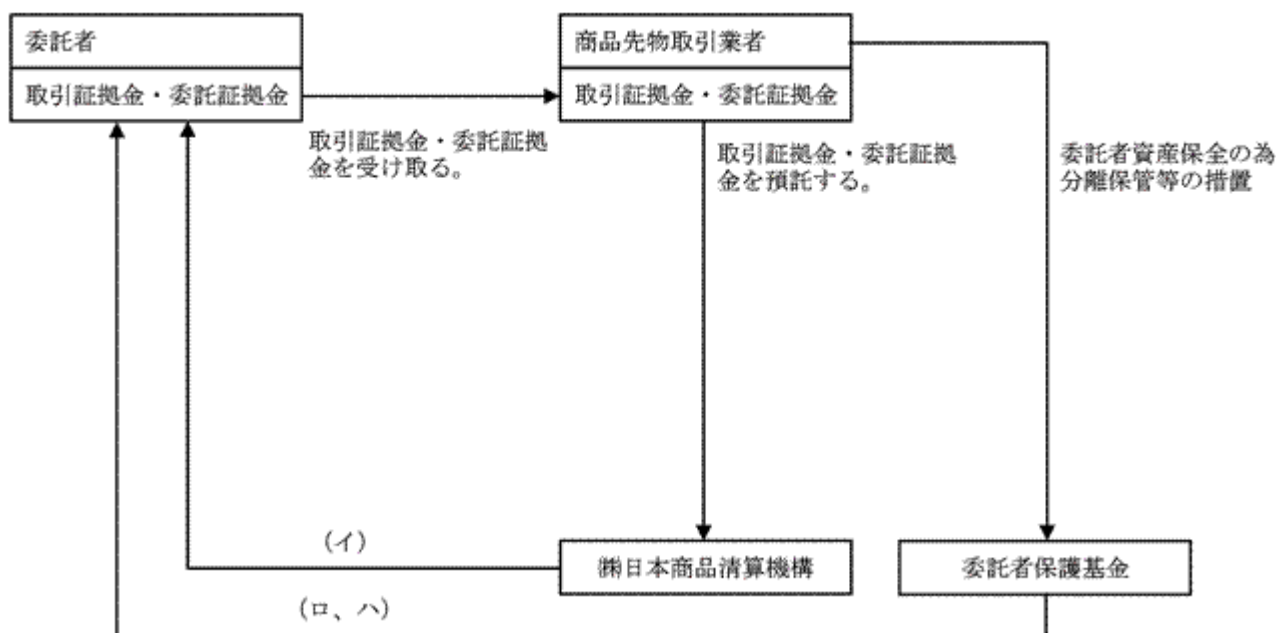 委託者
取引証拠金・委託証拠金
取引証拠金・委託証拠
金を受け取る。
商品先物取引業者
取引証拠金・委託証拠金
取引証拠金・委託証拠
金を預託する。
委託者資産保全の為
分離保管等の措置
(イ)
㈱日本商品清算機構
委託者保護基金
(ロ、ハ)